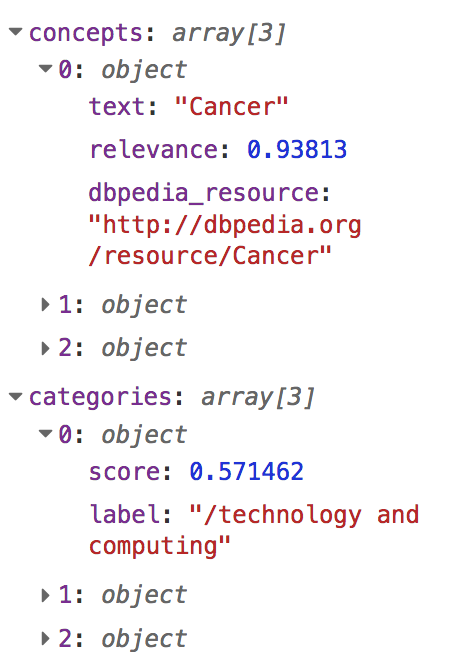 concepts: array[3]
0: object
text: "Cancer"
relevance: 0.93813
dbpedia_resource:
"http://dbpedia.org
/resource/Cancer"
1: object
2: object
categories: array[3]
0: object
score: 0.571462
label: "/technology and
computing"
1: object
2: object